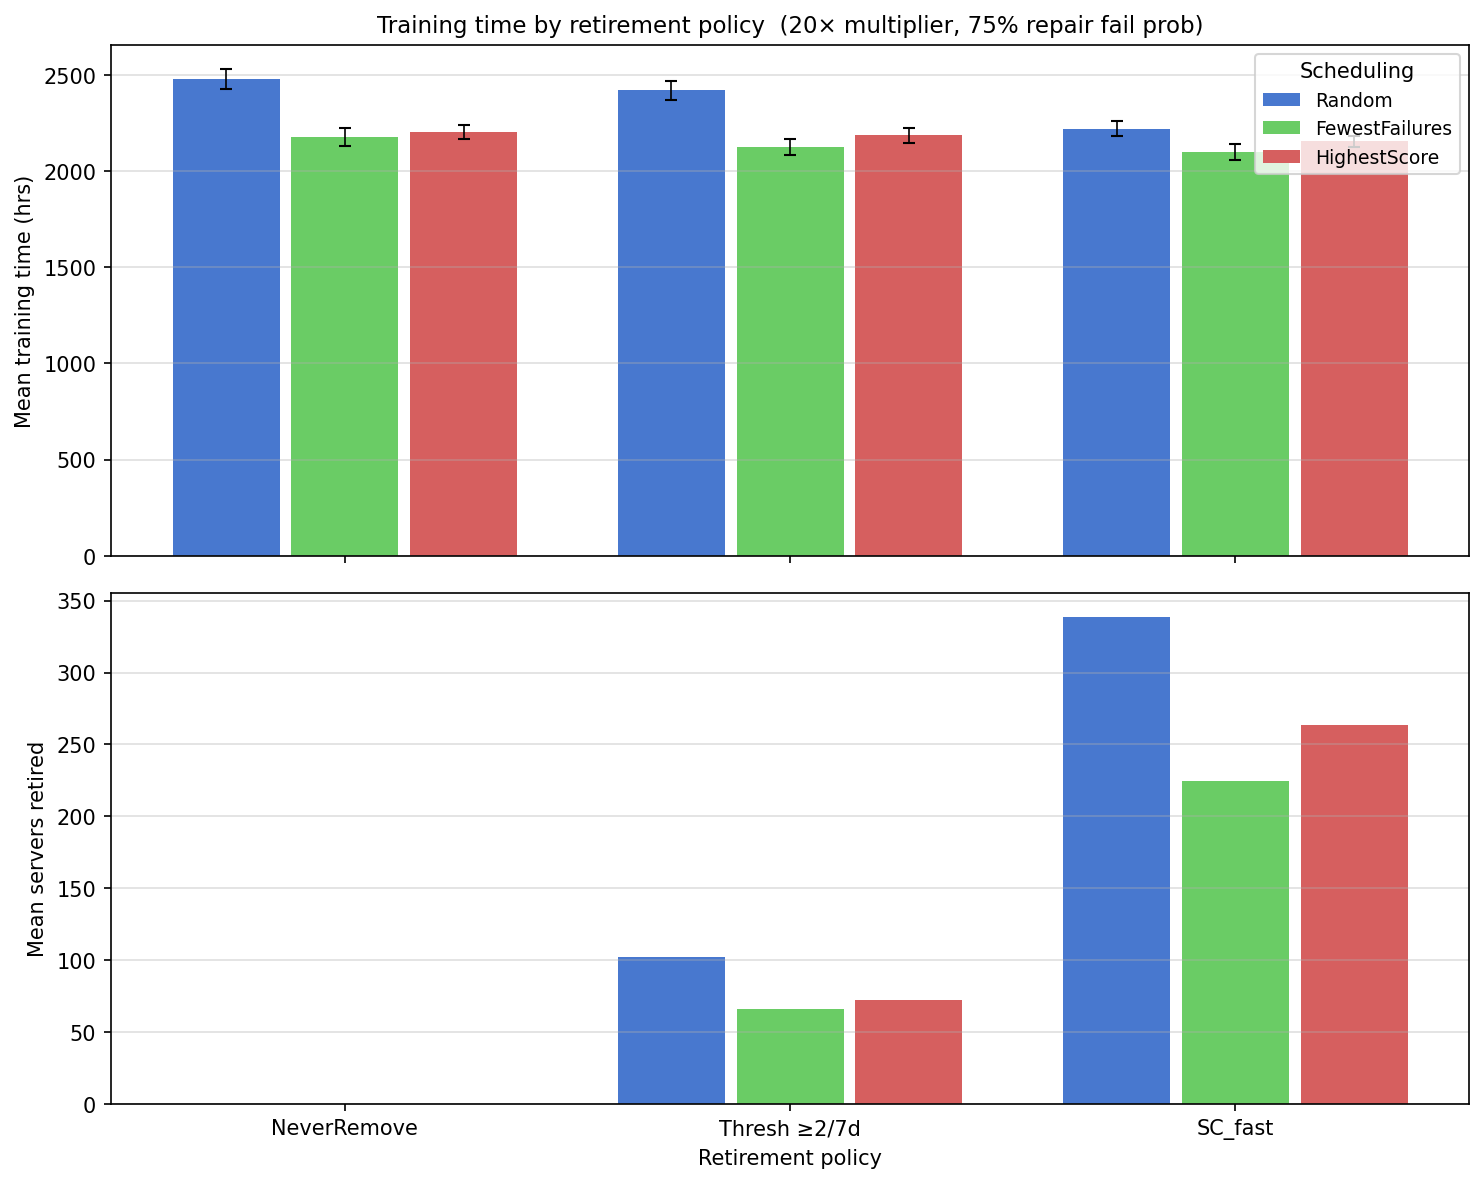 Training time by retirement policy  (20× multiplier, 75% repair fail prob)
Mean training time (hrs)
2500
2000
1500
1000
500
0
Scheduling
Random
FewestFailures
HighestScore
Mean servers retired
350
300
250
200
150
100
50
0
NeverRemove
Thresh ≥2/7d
SC_fast
Retirement policy